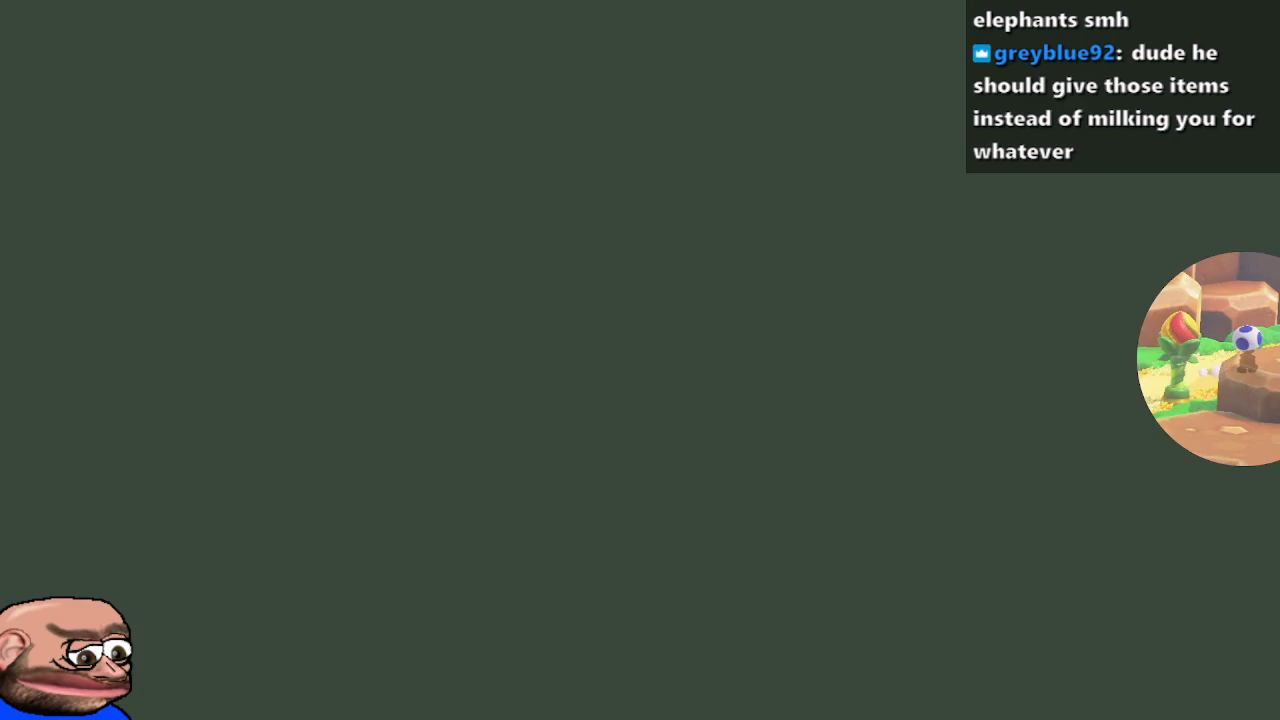 elephants smh
greyblue92: dude he
should give those items
instead of milking you for
whatever